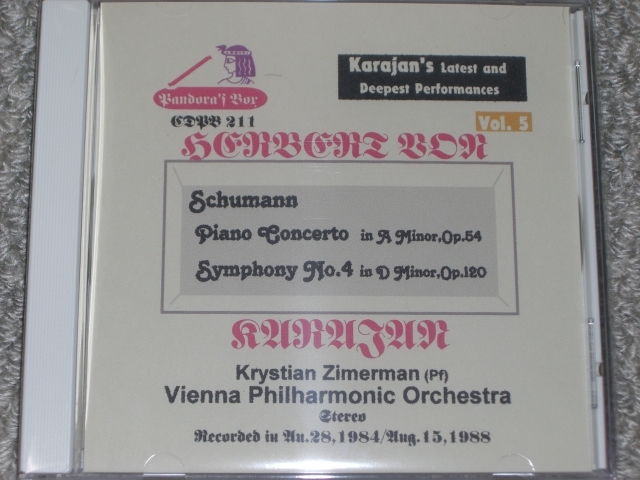 Karajan's Latest and
Deepest Performances
Pandora's Box
CDPB 211
Vol. 5
HERBERT VON
Schumann
Piano Concerto in A Minor,Op.54
Symphony No.4 in D Minor,Op.120
KARAJAN
Krystian Zimerman (Pf)
Vienna Philharmonic Orchestra
Stereo
Recorded in Au.28,1984/Aug.15,1988